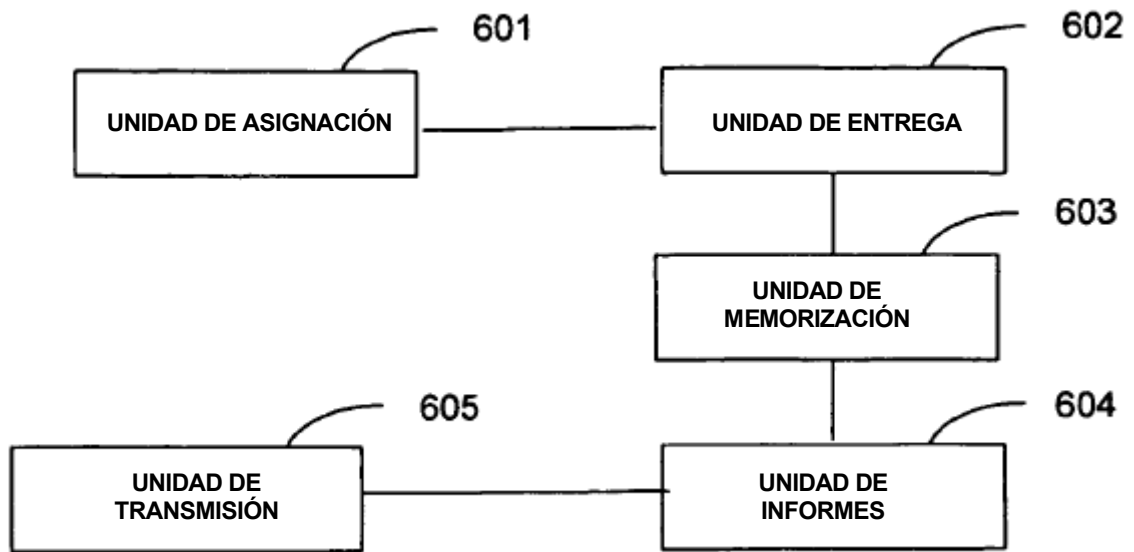 601
602
UNIDAD DE ASIGNACIÓN
UNIDAD DE ENTREGA
603
UNIDAD DE
MEMORIZACIÓN
605
604
UNIDAD DE
TRANSMISIÓN
UNIDAD DE
INFORMES